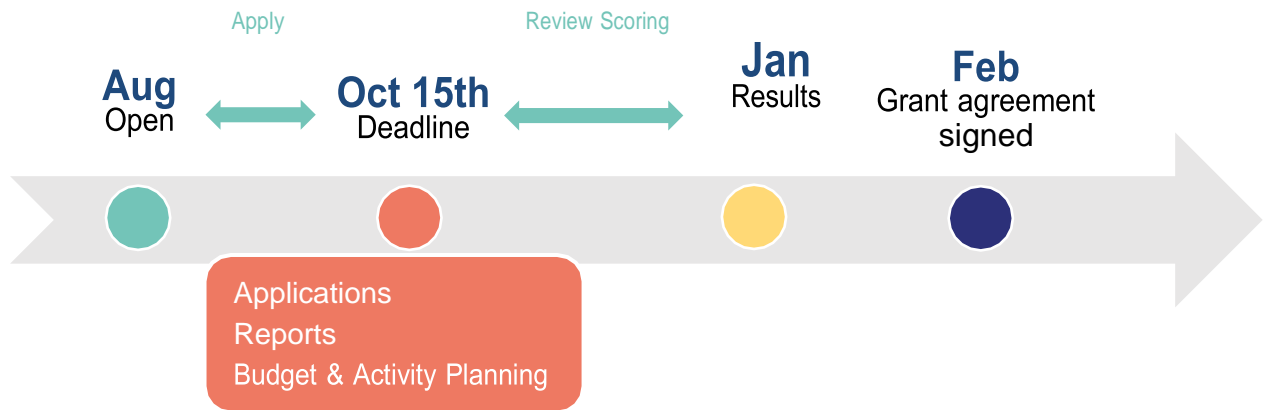 Apply
Review Scoring
Aug
Open
Oct 15th
Deadline
Jan
Results
Feb
Grant agreement
signed
Applications
Reports
Budget & Activity Planning